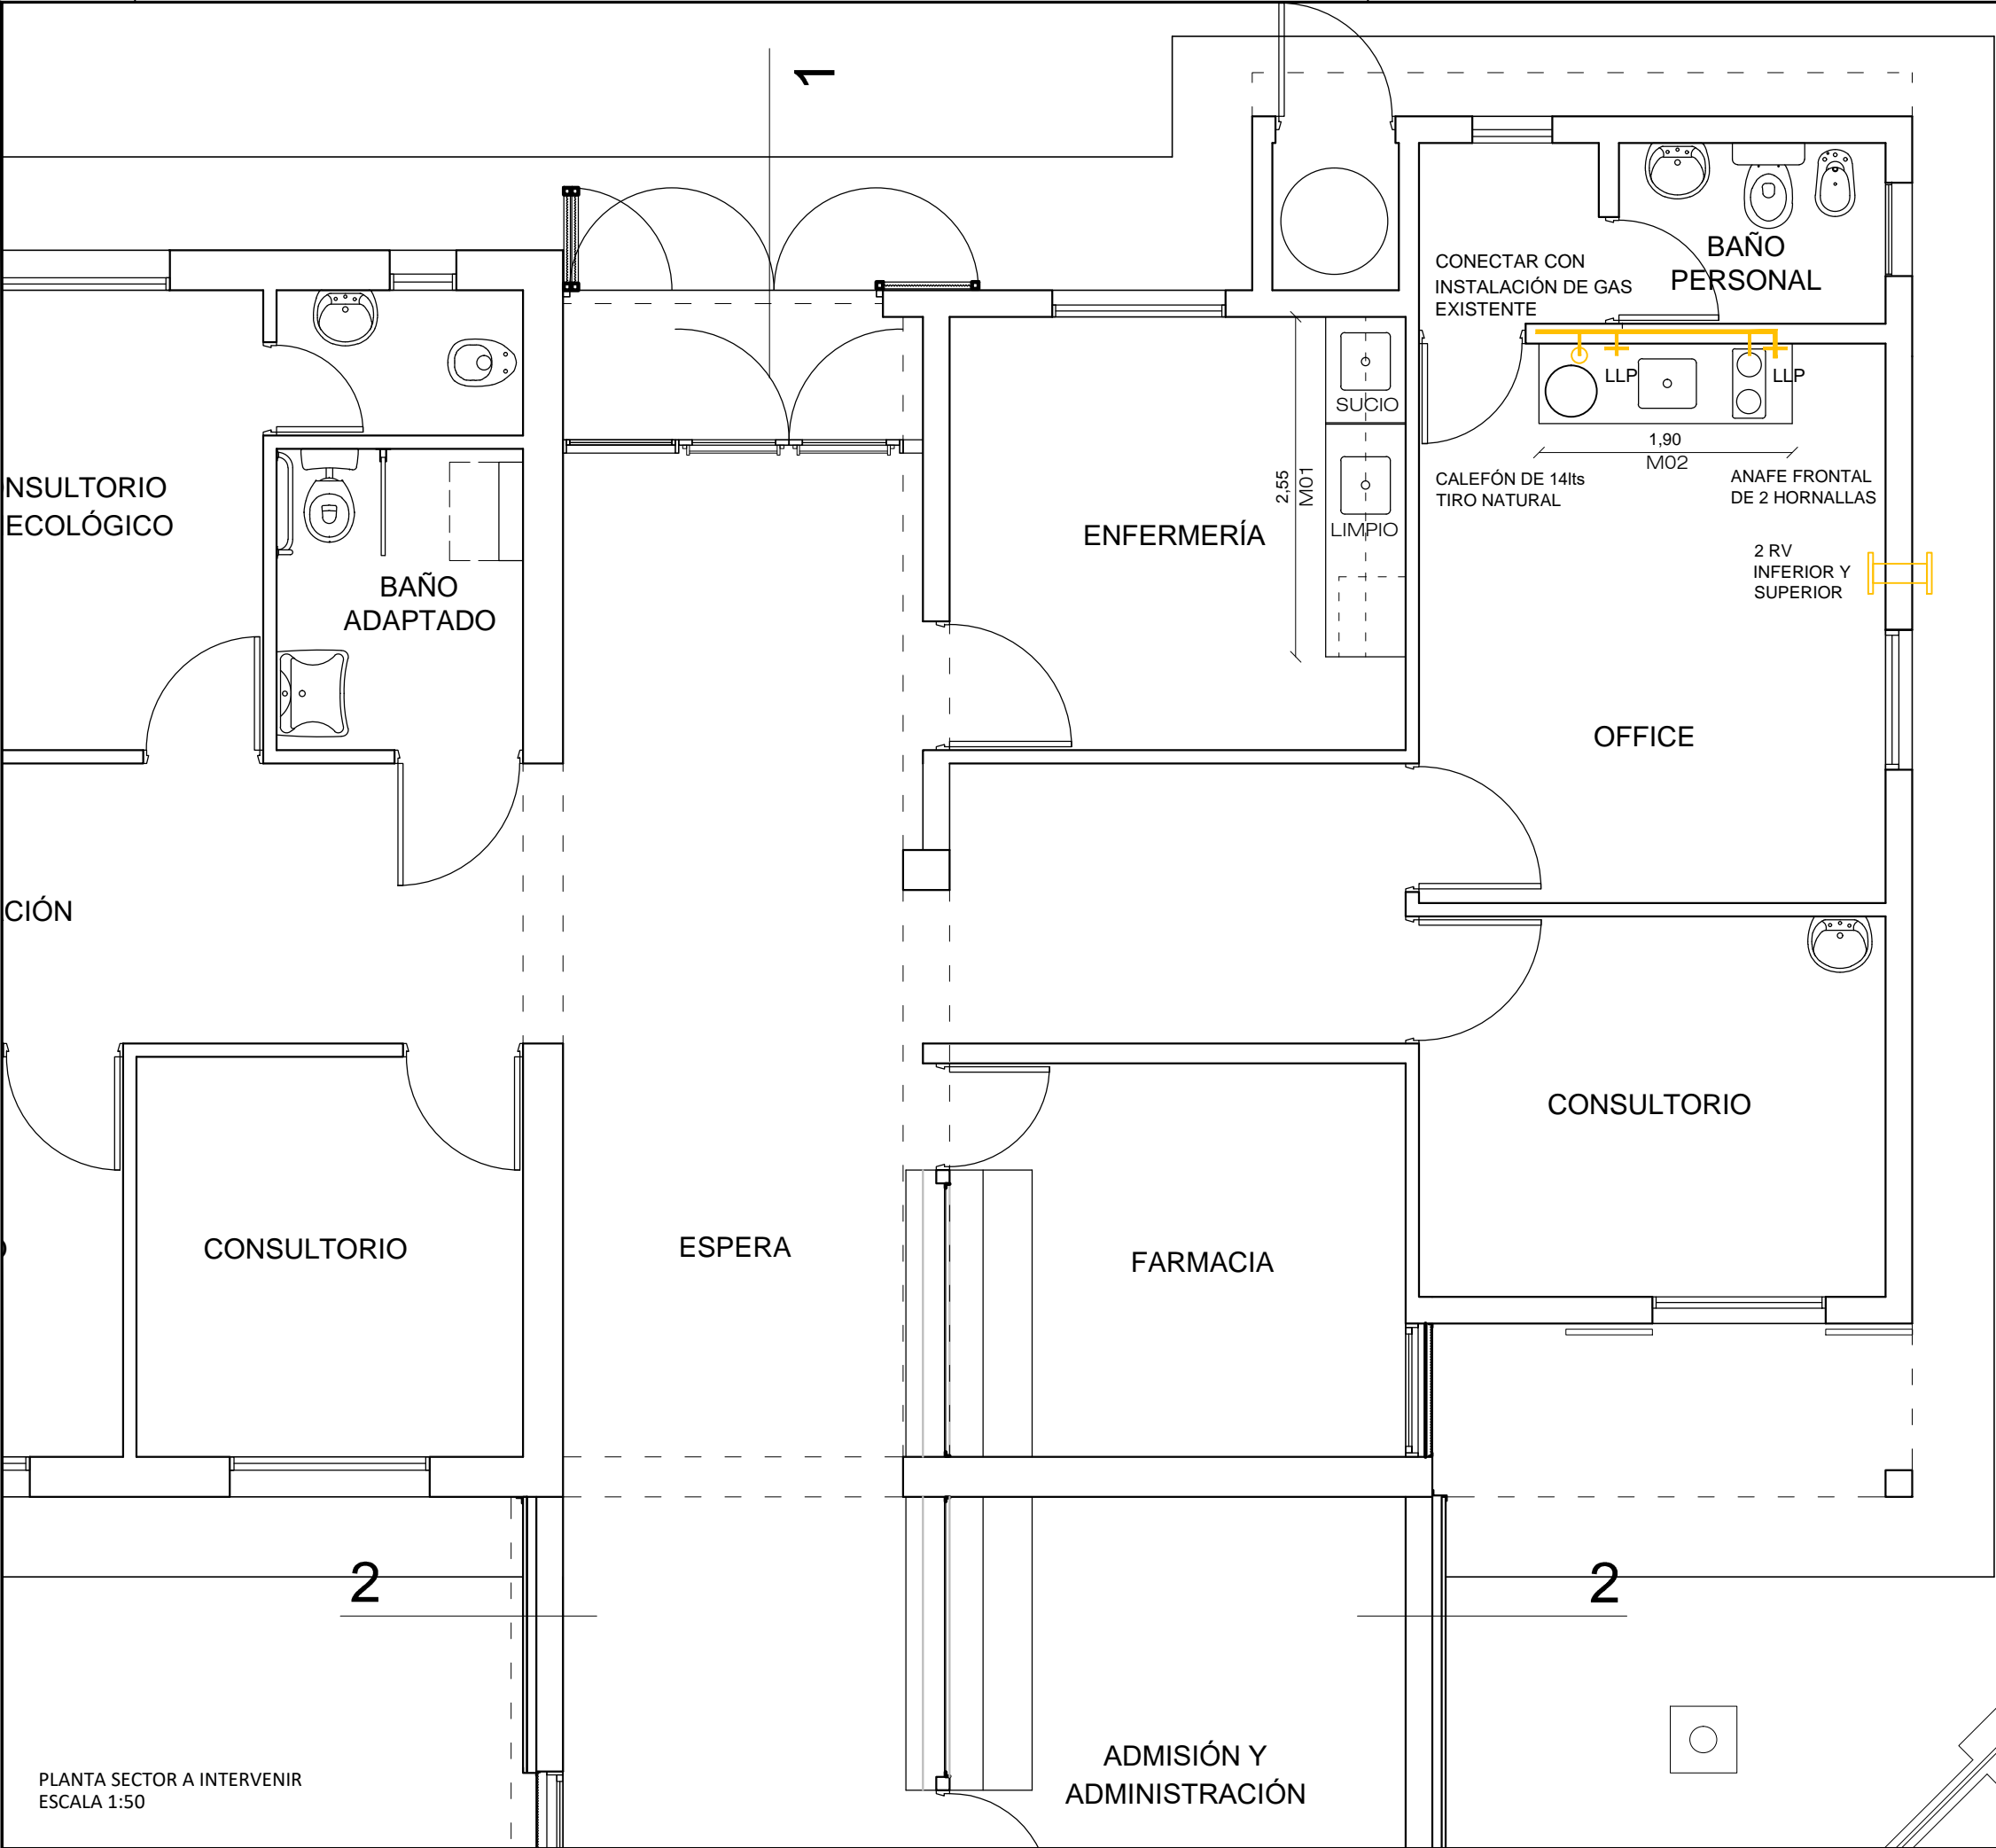 1
CONECTAR CON
INSTALACIÓN DE GAS
EXISTENTE
BAÑO
PERSONAL
LLP
LLP
SUCIO
1,90
M02
CALEFÓN DE 14lts
TIRO NATURAL
ANAFE FRONTAL
DE 2 HORNALLAS
2,55
M01
LIMPIO
NSULTORIO
ECOLÓGICO
ENFERMERÍA
2 RV
INFERIOR Y
SUPERIOR
BAÑO
ADAPTADO
OFFICE
CIÓN
CONSULTORIO
CONSULTORIO
ESPERA
FARMACIA
2
2
ADMISIÓN Y
ADMINISTRACIÓN
PLANTA SECTOR A INTERVENIR
ESCALA 1:50